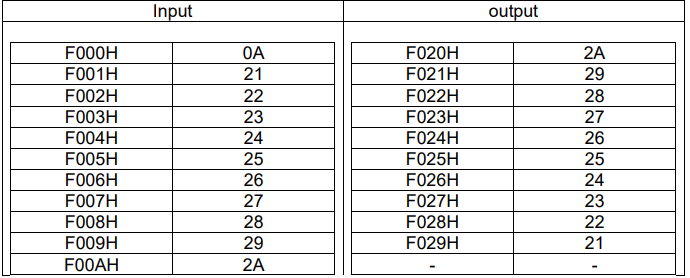 Input output
F000H 0A F020H 2A
F001H 21 F021H 29
F002H 22 F022H 28
F003H 23 F023H 27
F004H 24 F024H 26
F005H 25 F025H 25
F006H 26 F026H 24
F007H 27 F027H 23
F008H 28 F028H 22
F009H 29 F029H 21
F00AH 2A - -